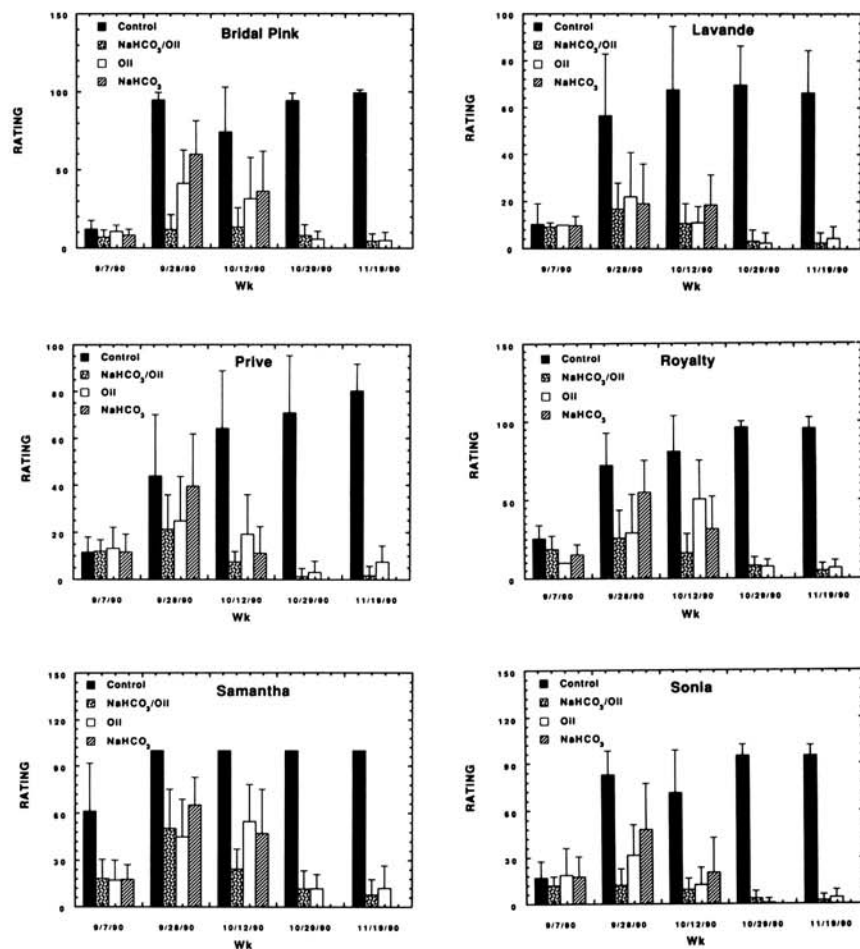 Bridal Pink
Control
NaHCO₃/Oil
Oil
NaHCO₃
RATING
150
100
50
0
9/7/90 9/28/90 10/12/90 10/29/90 11/19/90
Wk
Lavande
Control
NaHCO₃/Oil
Oil
NaHCO₃
RATING
100
80
60
40
20
0
9/7/90 9/28/90 10/12/90 10/29/90 11/19/90
Wk
Prive
Control
NaHCO₃/Oil
Oil
NaHCO₃
RATING
100
80
60
40
20
0
9/7/90 9/28/90 10/12/90 10/29/90 11/19/90
Wk
Royalty
Control
NaHCO₃/Oil
Oil
NaHCO₃
RATING
150
100
50
0
9/7/90 9/28/90 10/12/90 10/29/90 11/19/90
Wk
Samantha
Control
NaHCO₃/Oil
Oil
NaHCO₃
RATING
150
120
90
60
30
0
9/7/90 9/28/90 10/12/90 10/29/90 11/19/90
Wk
Sonia
Control
NaHCO₃/Oil
Oil
NaHCO₃
RATING
150
120
90
60
30
0
9/7/90 9/28/90 10/12/90 10/29/90 11/19/90
Wk